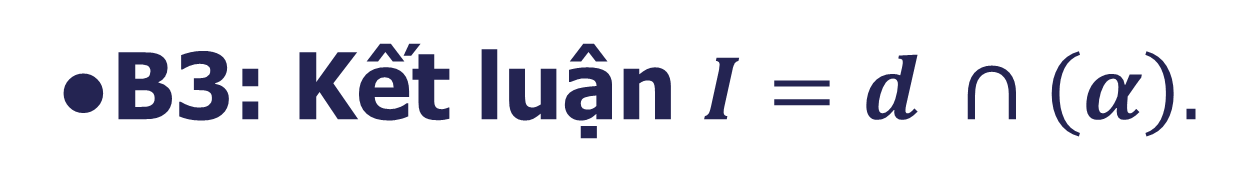 •B3: Kết luận 𝑰 = 𝒅 ∩ (𝜶).